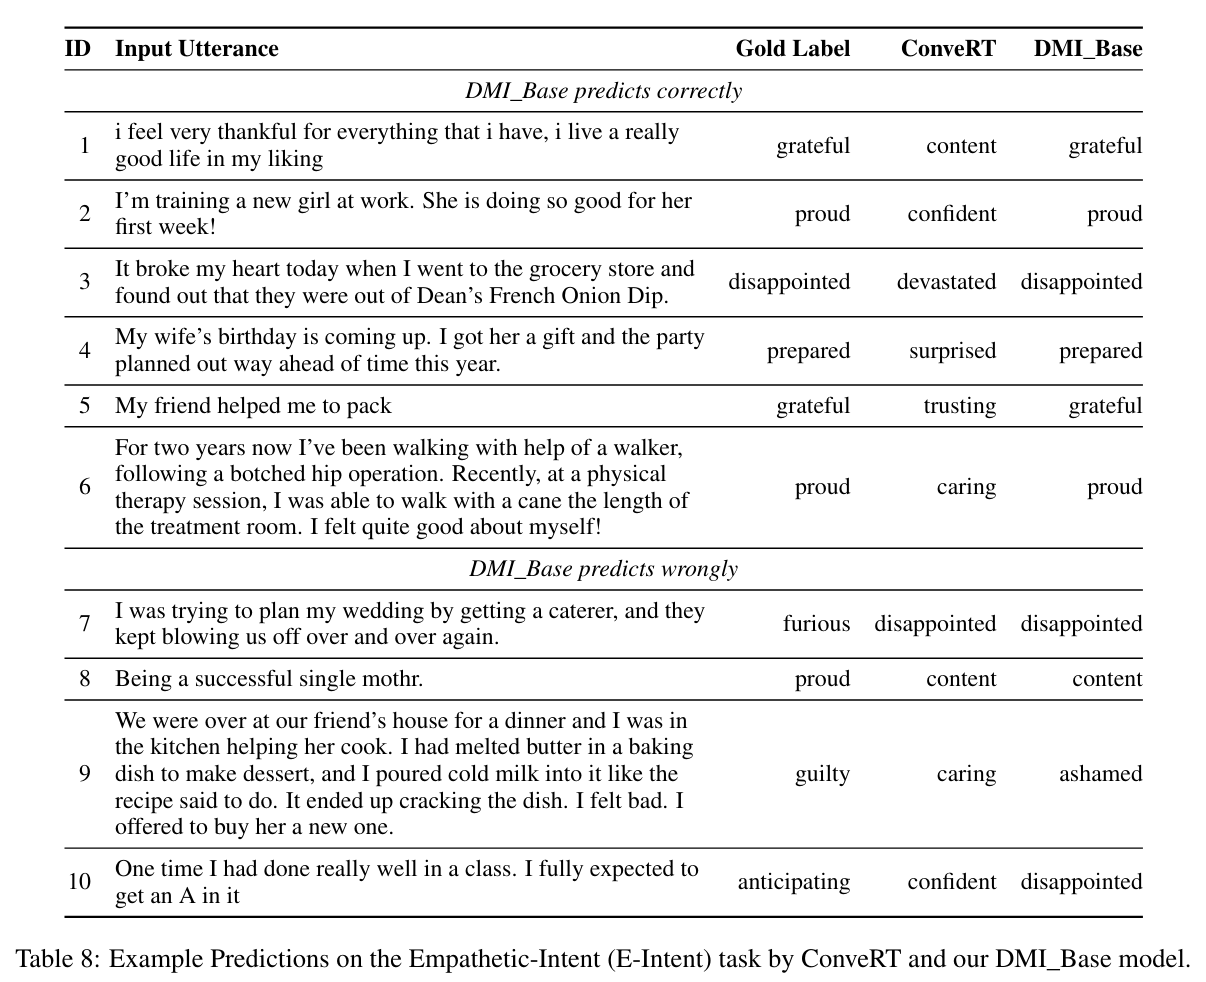 ID Input Utterance Gold Label ConveRT DMI_Base
DMI_Base predicts correctly
1 i feel very thankful for everything that i have, i live a really
good life in my liking grateful content grateful
2 I'm training a new girl at work. She is doing so good for her
first week! proud confident proud
3 It broke my heart today when I went to the grocery store and
found out that they were out of Dean's French Onion Dip. disappointed devastated disappointed
4 My wife's birthday is coming up. I got her a gift and the party
planned out way ahead of time this year. prepared surprised prepared
5 My friend helped me to pack grateful trusting grateful
6 For two years now I've been walking with help of a walker,
following a botched hip operation. Recently, at a physical
therapy session, I was able to walk with a cane the length of
the treatment room. I felt quite good about myself! proud caring proud
DMI_Base predicts wrongly
7 I was trying to plan my wedding by getting a caterer, and they
kept blowing us off over and over again. furious disappointed disappointed
8 Being a successful single mothr. proud content content
9 We were over at our friend's house for a dinner and I was in
the kitchen helping her cook. I had melted butter in a baking
dish to make dessert, and I poured cold milk into it like the
recipe said to do. It ended up cracking the dish. I felt bad. I
offered to buy her a new one. guilty caring ashamed
10 One time I had done really well in a class. I fully expected to
get an A in it anticipating confident disappointed
Table 8: Example Predictions on the Empathetic-Intent (E-Intent) task by ConveRT and our DMI_Base model.